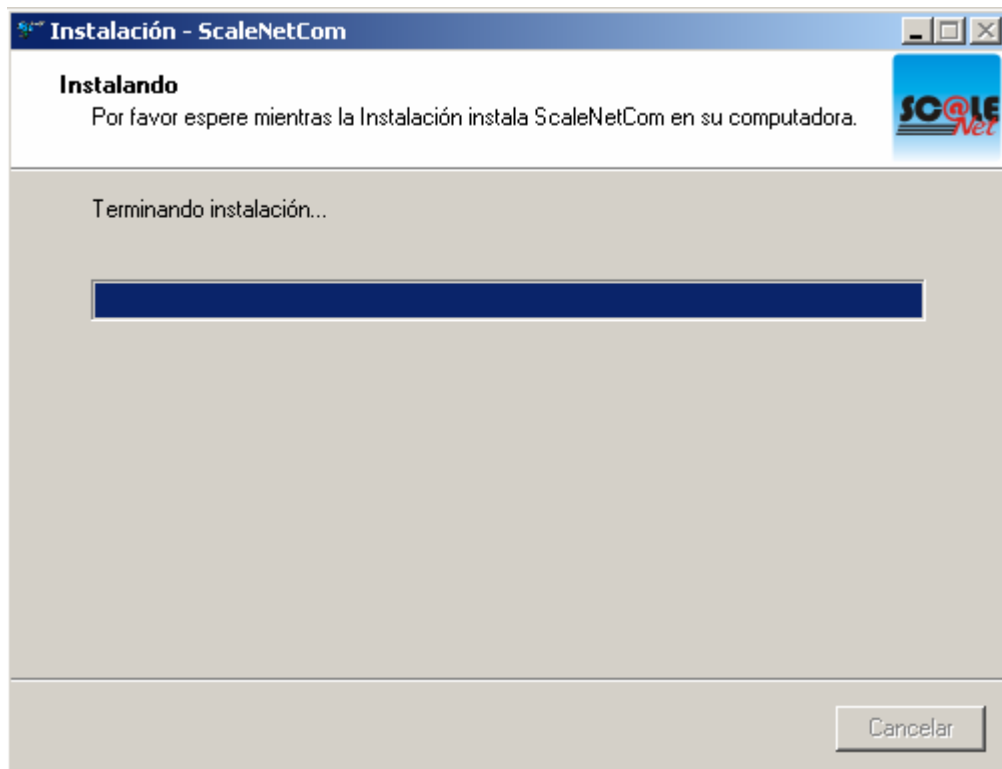 Instalación - ScaleNetCom
Instalando
Por favor espere mientras la Instalación instala ScaleNetCom en su computadora.
SC@LE
Net
Terminando instalación...
Cancelar